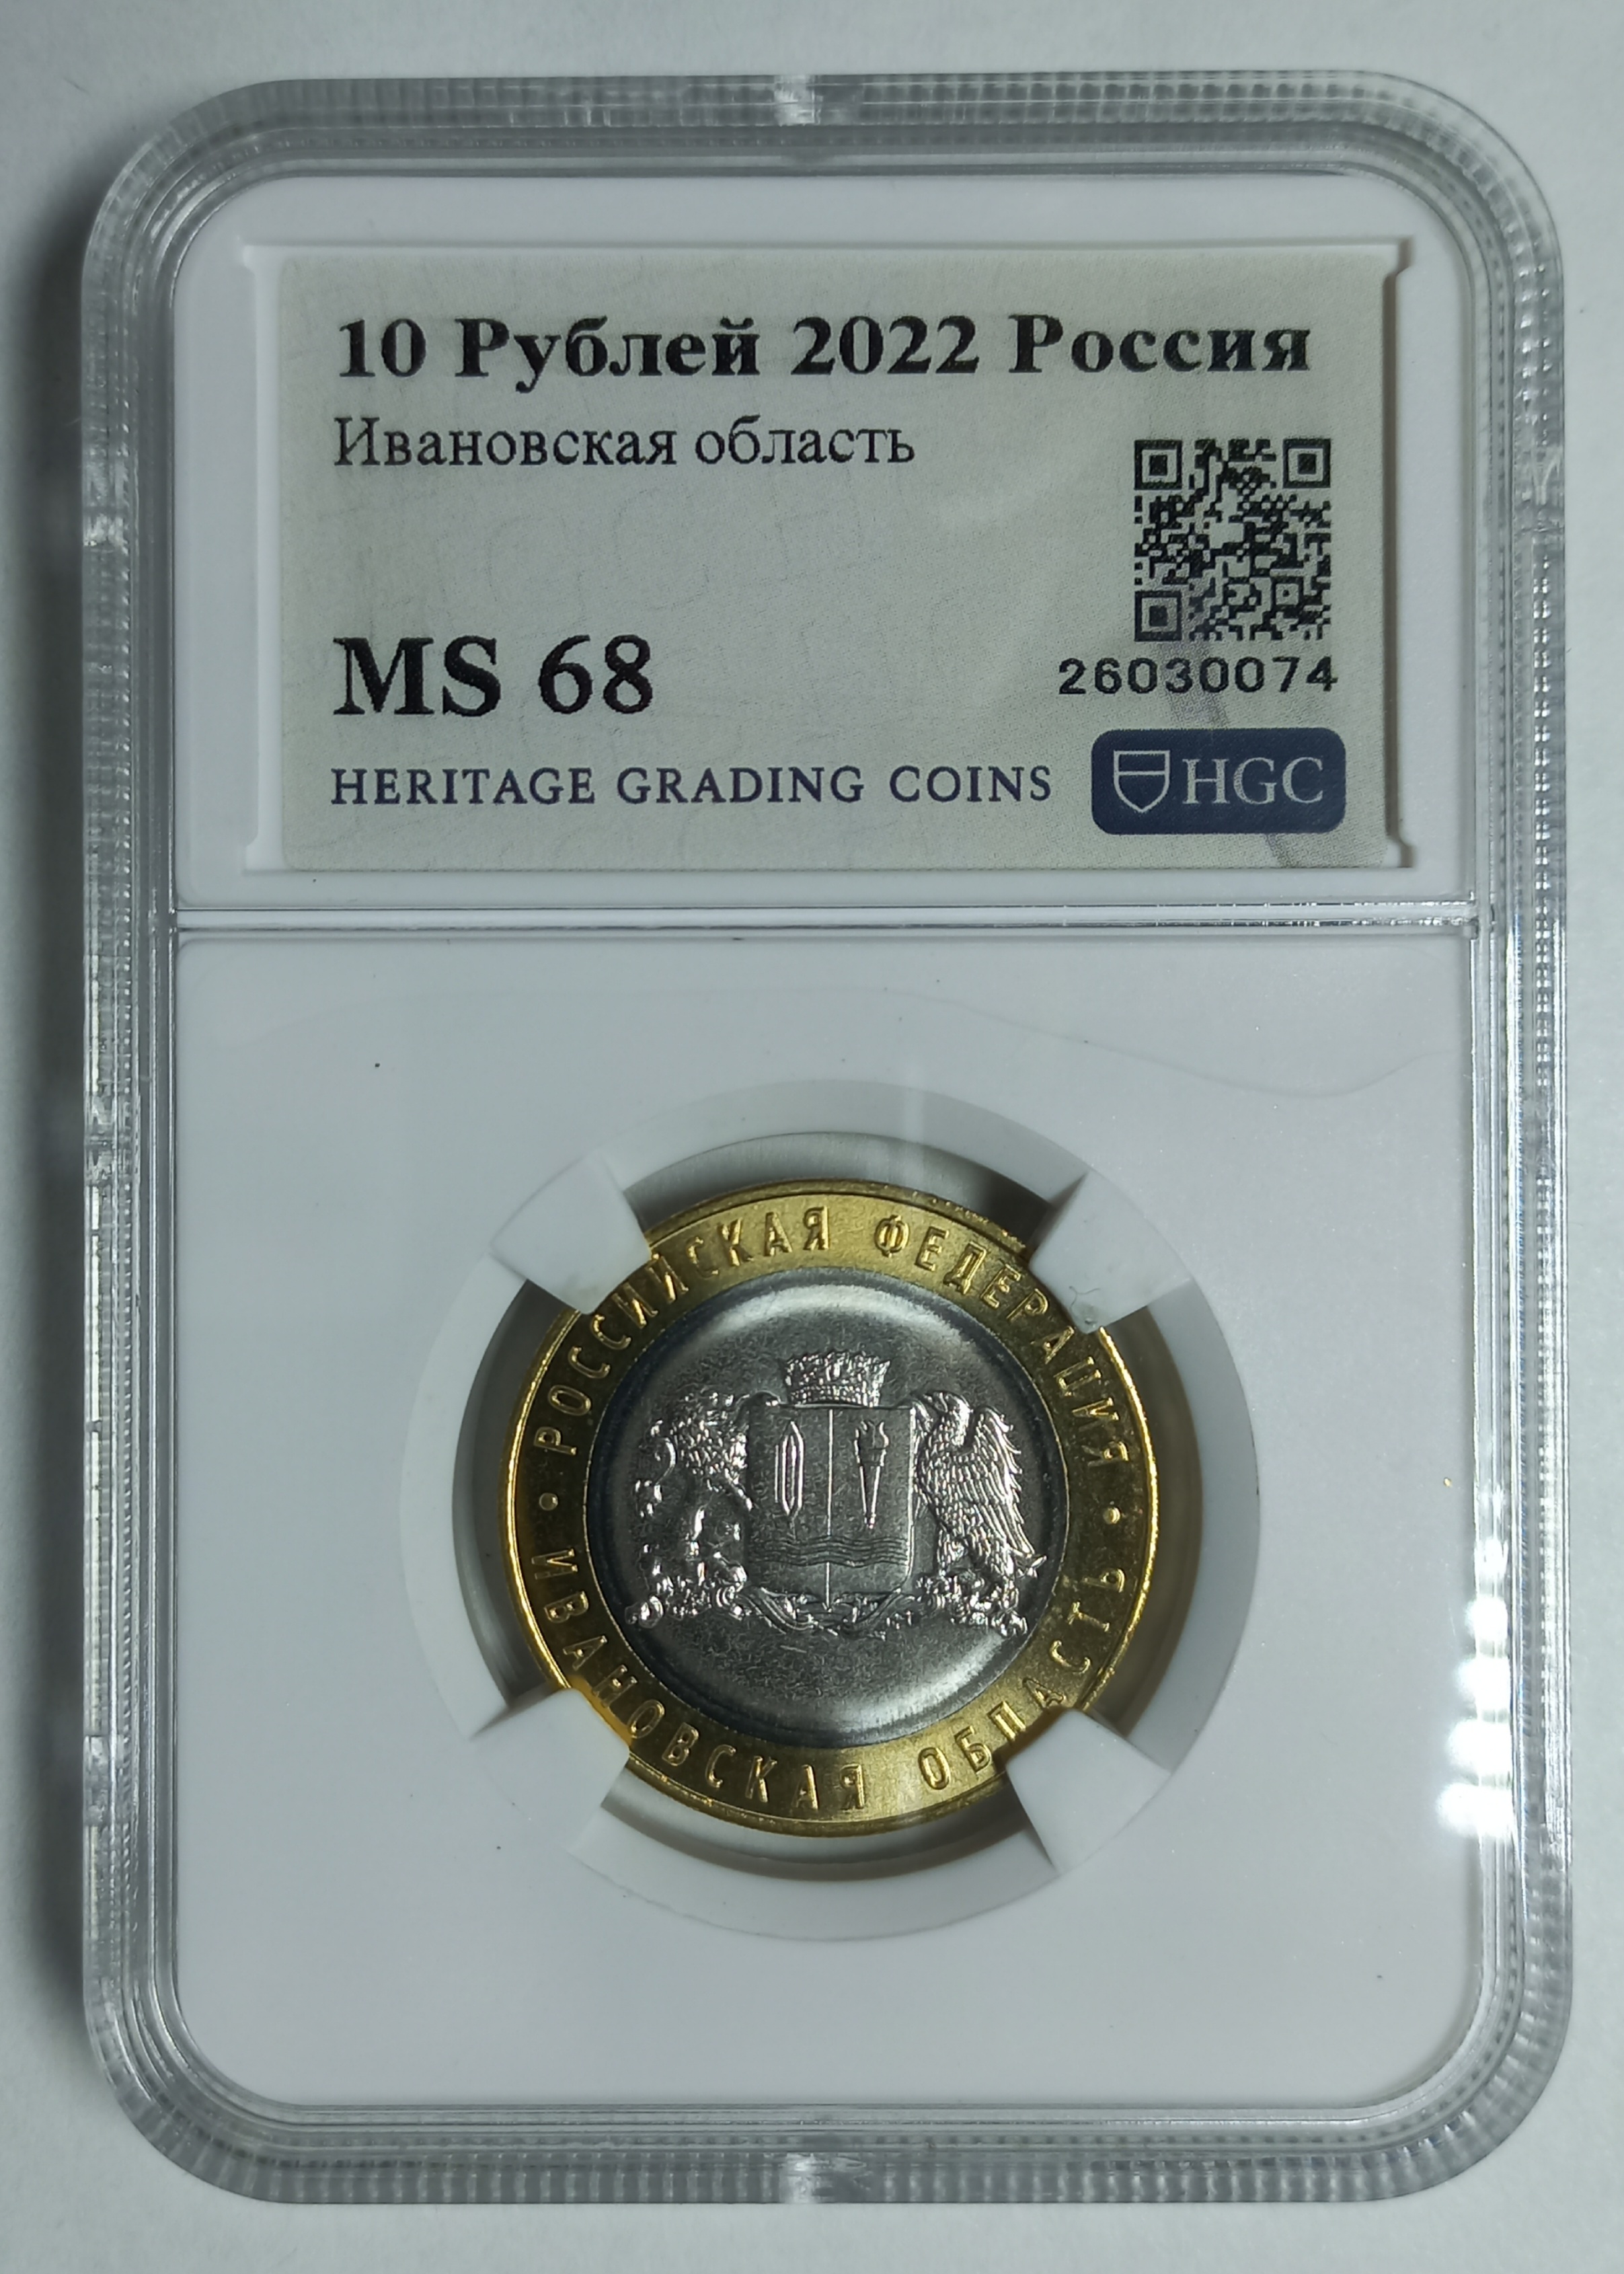 10 Рублей 2022 Россия
Ивановская область
MS 68
26030074
HERITAGE GRADING COINS
HGC
• РОССИЙСКАЯ ФЕДЕРАЦИЯ •
ИВАНОВСКАЯ ОБЛАСТЬ